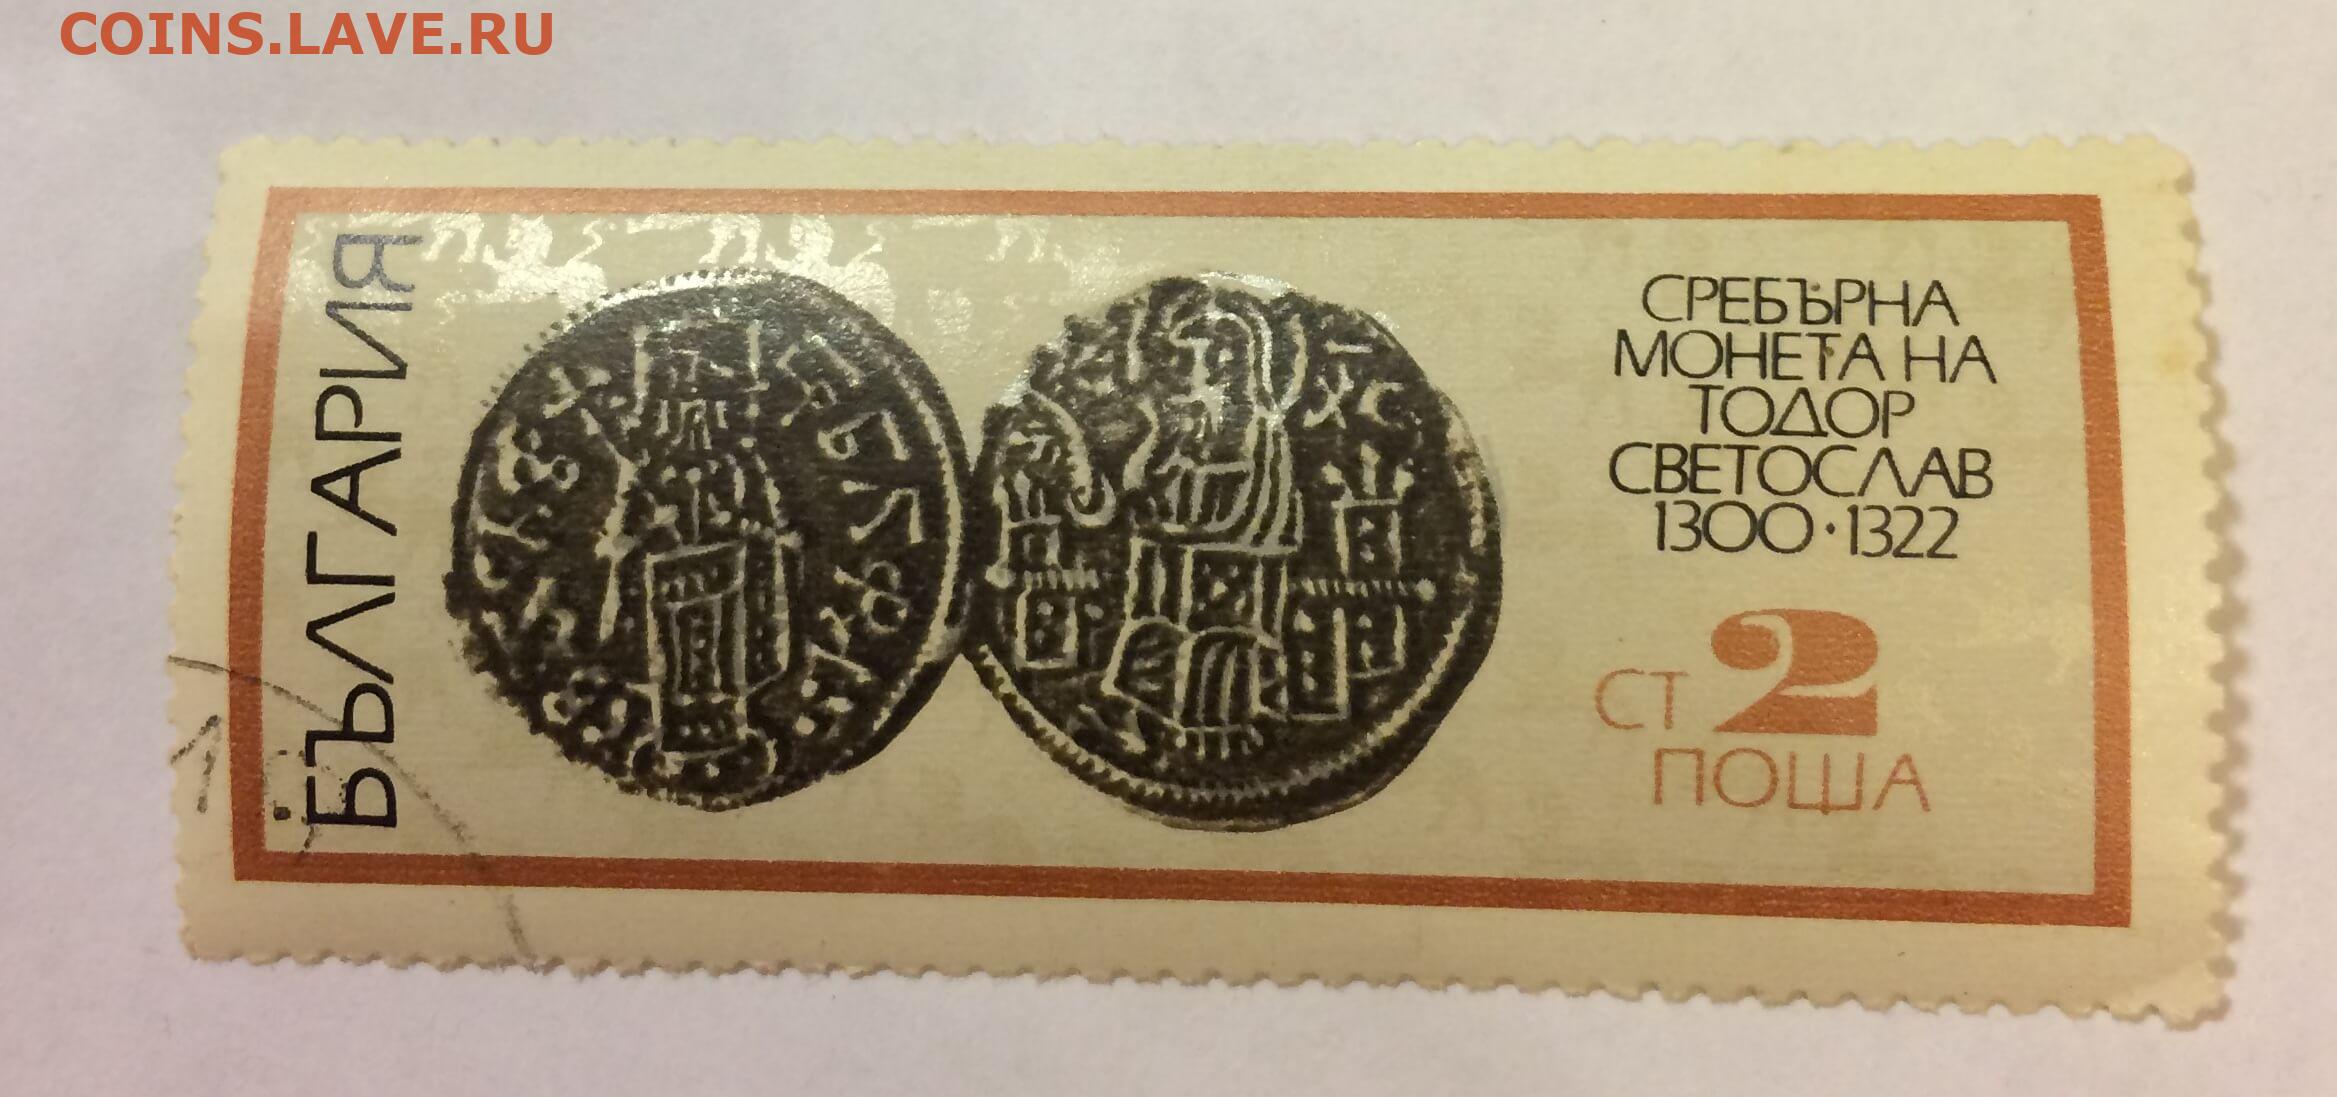 COINS.LAVE.RU
БЪЛГАРИЯ
СРЕБЪРНА
МОНЕТА НА
ТОДОР
СВЕТОСЛАВ
1300·1322
СТ 2
ПОЩА